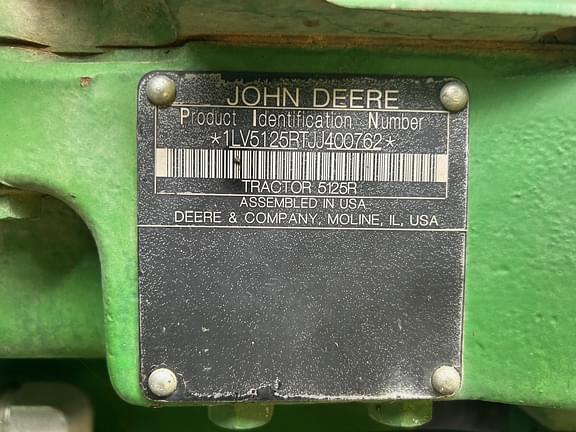 JOHN DEERE
Product Identification Number
*1LV5125RTJJ400762*
TRACTOR 5125R
ASSEMBLED IN USA
DEERE & COMPANY, MOLINE, IL, USA